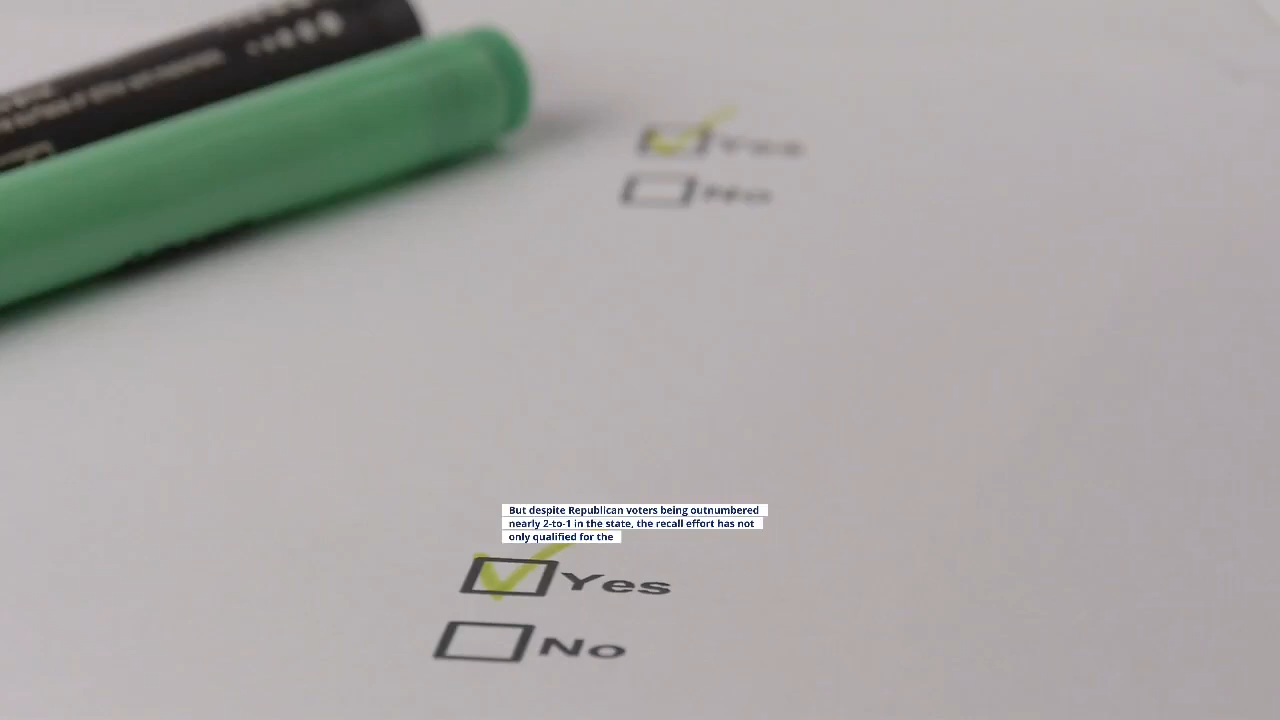 Yes
No
But despite Republican voters being outnumbered
nearly 2-to-1 in the state, the recall effort has not
only qualified for the
Yes
No